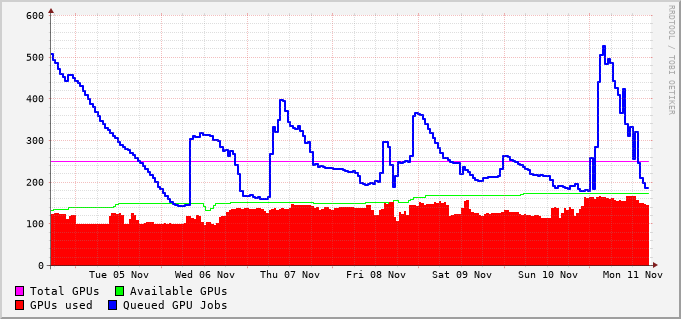 600
500
400
300
200
100
0
Tue 05 Nov Wed 06 Nov Thu 07 Nov Fri 08 Nov Sat 09 Nov Sun 10 Nov Mon 11 Nov
Total GPUs Available GPUs
GPUs used Queued GPU Jobs
RRDTOOL / TOBI OETIKER